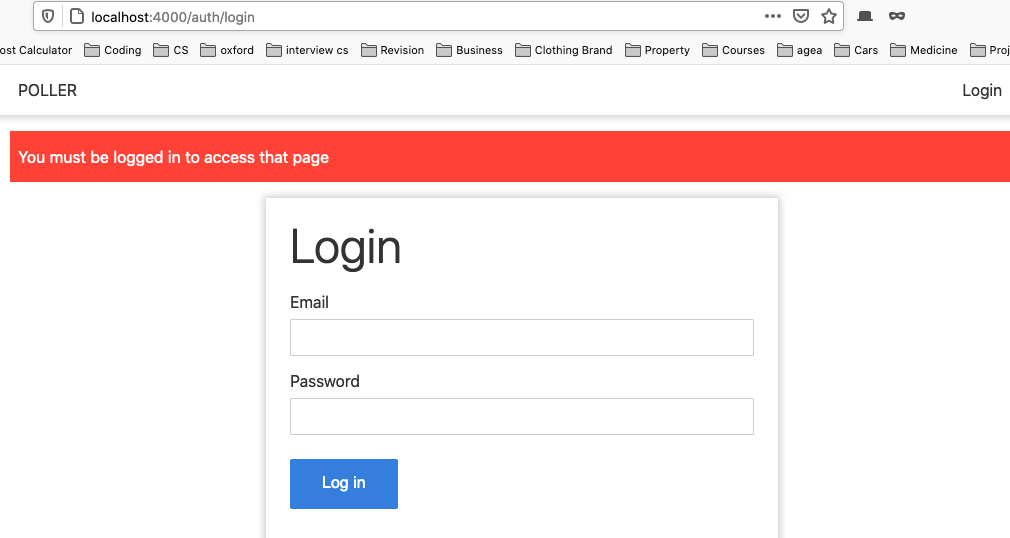 localhost:4000/auth/login
ost Calculator Coding CS oxford interview cs Revision Business Clothing Brand Property Courses agea Cars Medicine Proj
POLLER Login
You must be logged in to access that page
Login
Email
Password
Log in